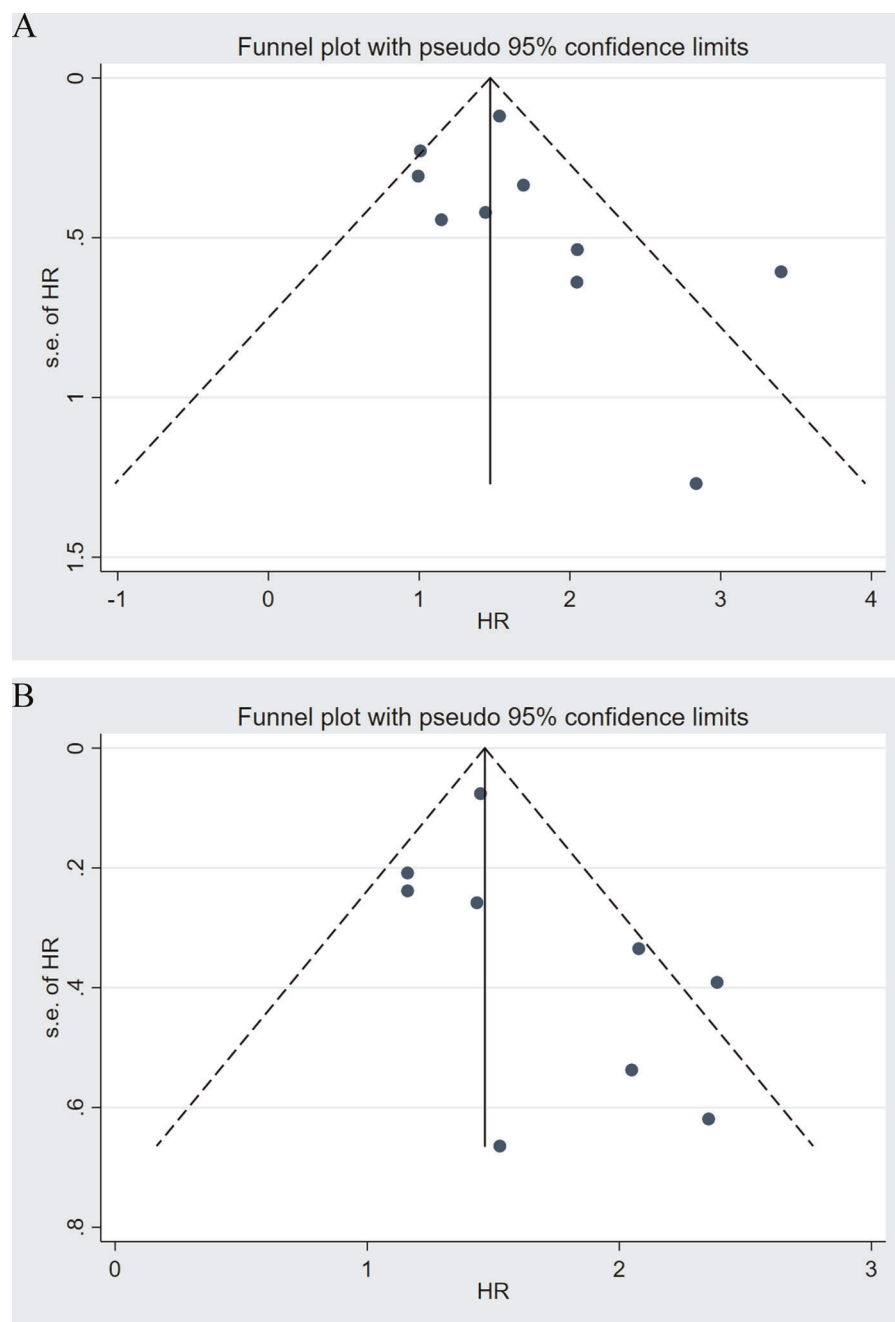 A
Funnel plot with pseudo 95% confidence limits
0
.5
1
1.5
s.e. of HR
-1 0 1 2 3 4
HR
B
Funnel plot with pseudo 95% confidence limits
0
.2
.4
.6
.8
s.e. of HR
0 1 2 3
HR